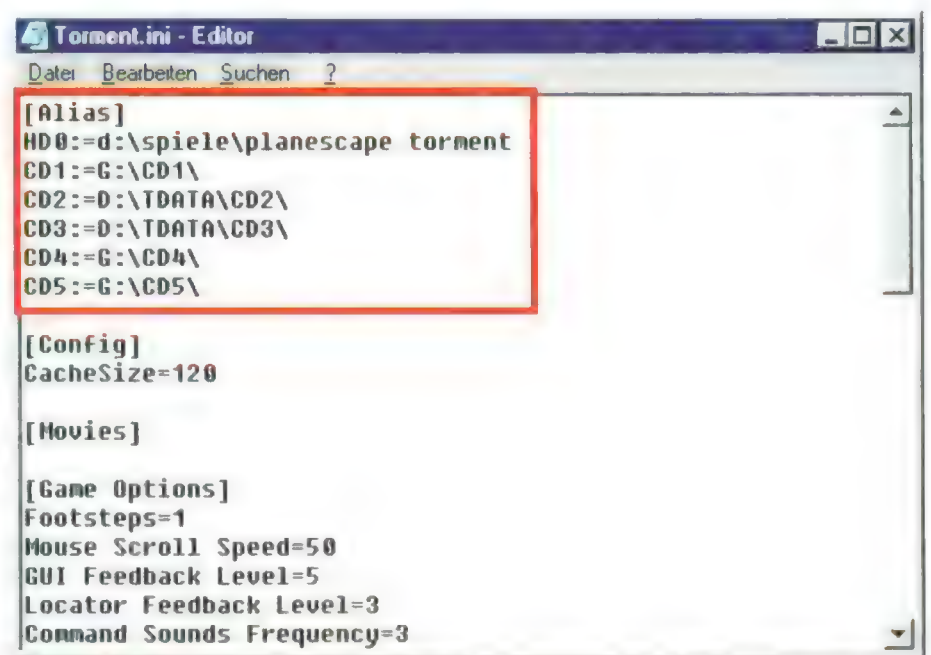 Torment.ini - Editor
Datei Bearbeiten Suchen ?
[Alias]
HD0:=d:\spiele\planescape torment
CD1:=G:\CD1\
CD2:=D:\TDATA\CD2\
CD3:=D:\TDATA\CD3\
CD4:=G:\CD4\
CD5:=G:\CD5\
[Config]
CacheSize=120
[Movies]
[Game Options]
Footsteps=1
Mouse Scroll Speed=50
GUI Feedback Level=5
Locator Feedback Level=3
Command Sounds Frequency=3